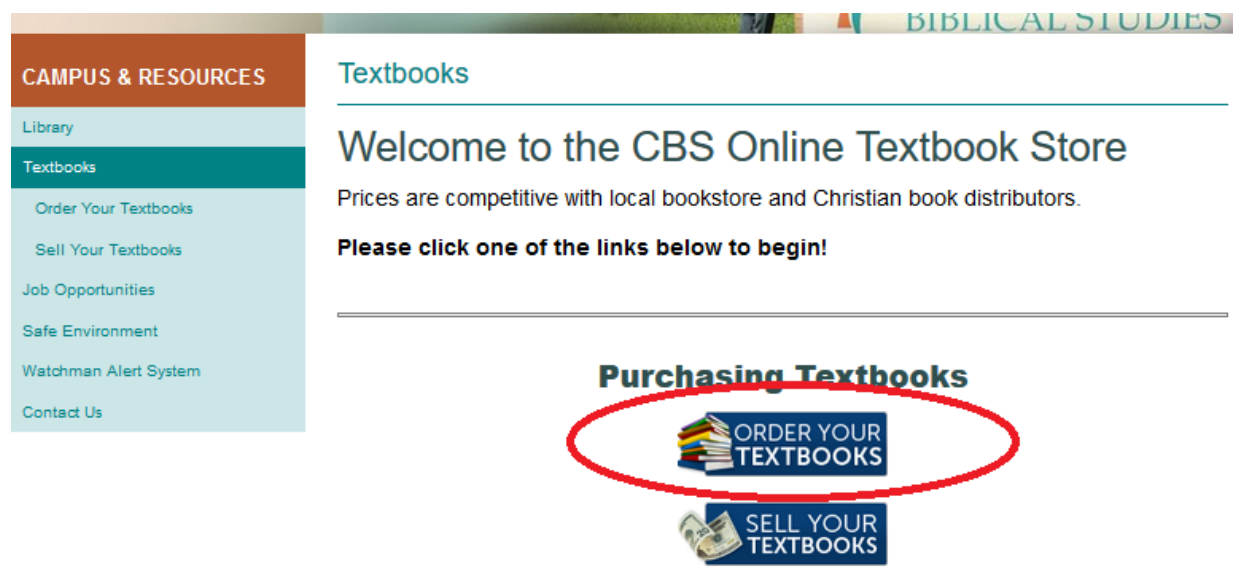 BIBLICAL STUDIES
CAMPUS & RESOURCES
Library
Textbooks
Order Your Textbooks
Sell Your Textbooks
Job Opportunities
Safe Environment
Watchman Alert System
Contact Us
Textbooks
Welcome to the CBS Online Textbook Store
Prices are competitive with local bookstore and Christian book distributors.
Please click one of the links below to begin!
Purchasing Textbooks
ORDER YOUR
TEXTBOOKS
SELL YOUR
TEXTBOOKS